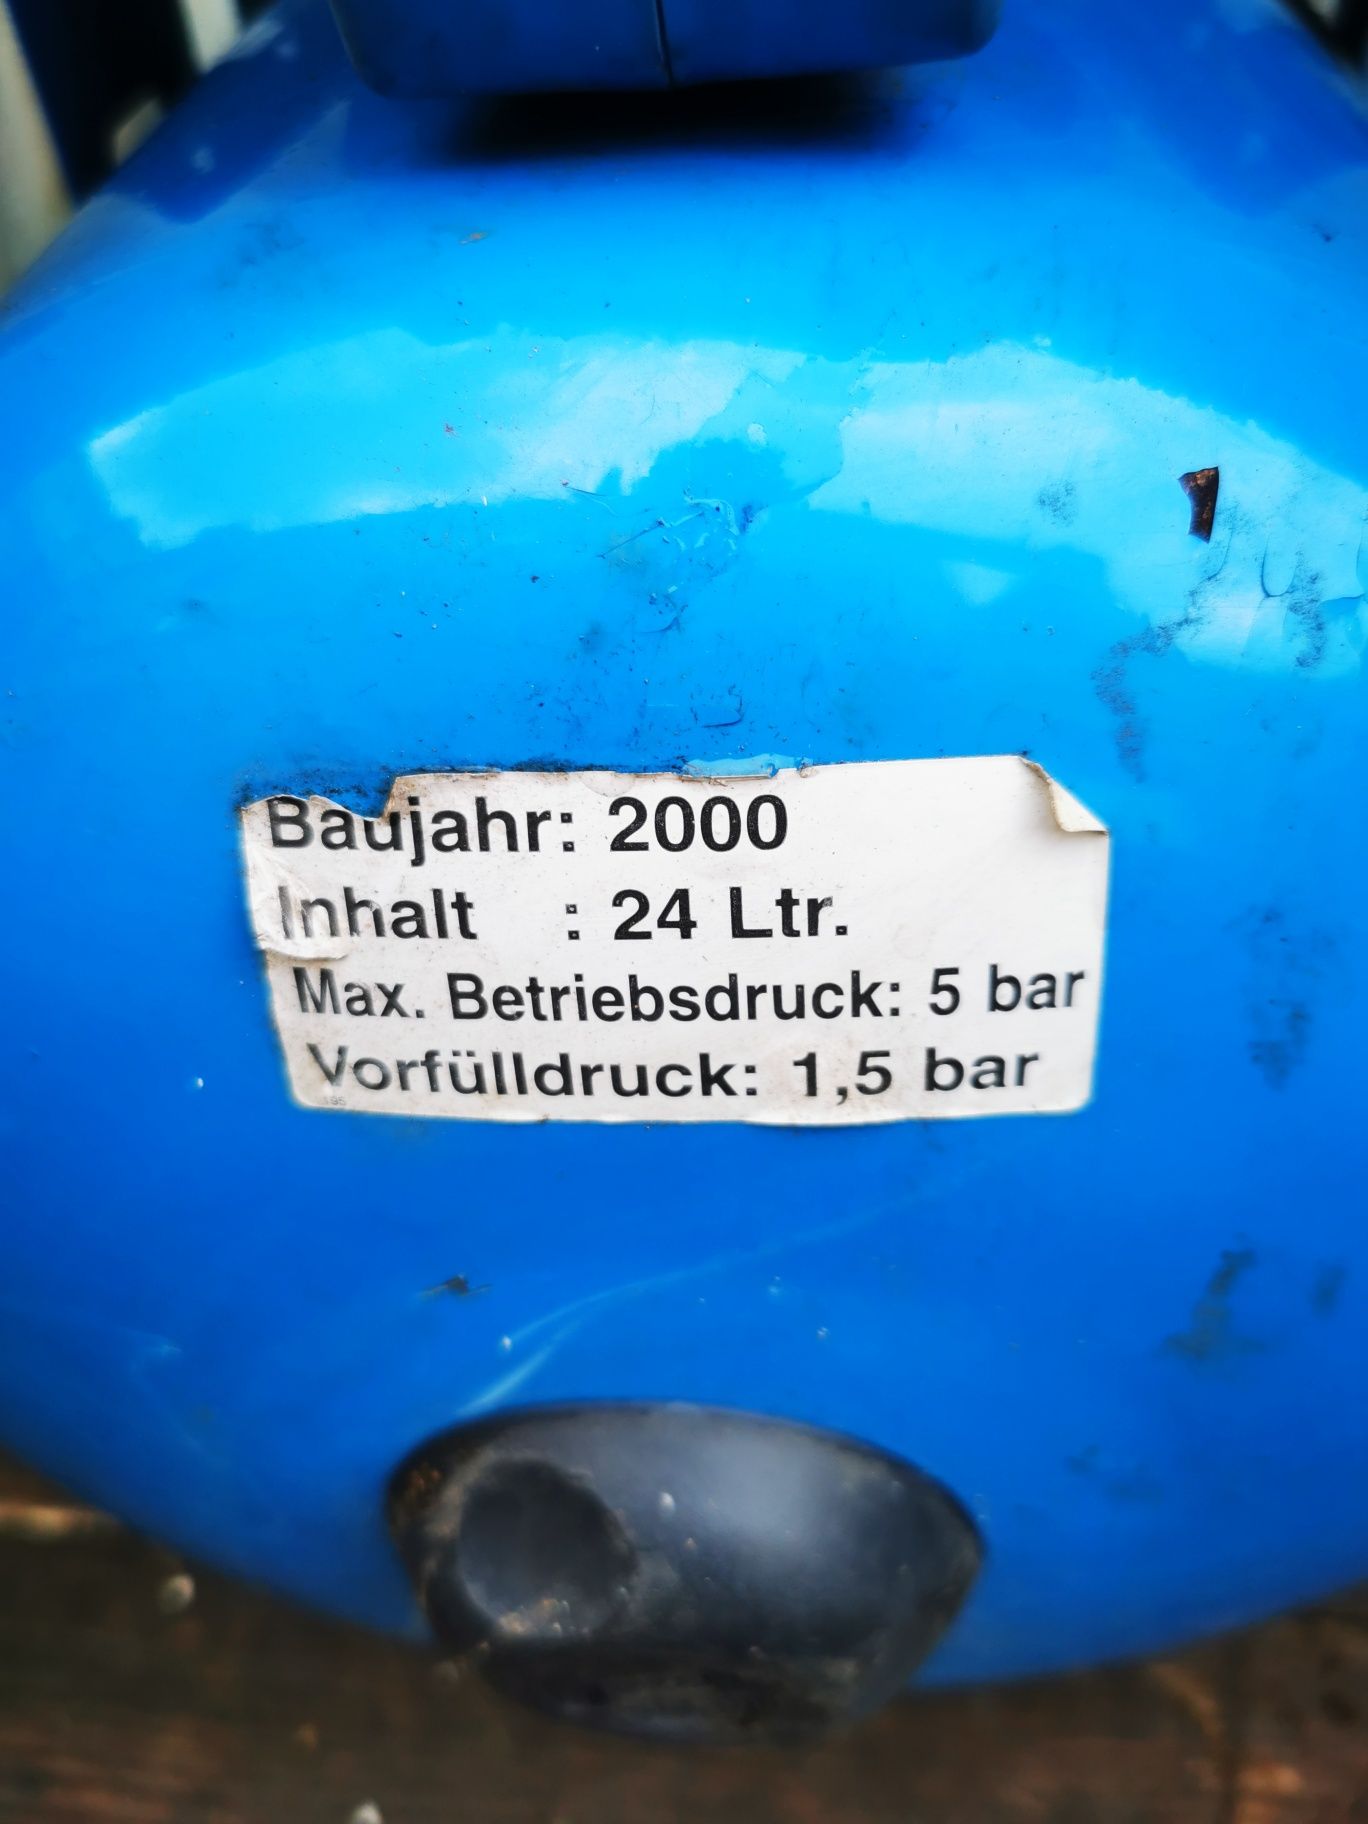 Baujahr: 2000
Inhalt : 24 Ltr.
Max. Betriebsdruck: 5 bar
Vorfülldruck: 1,5 bar